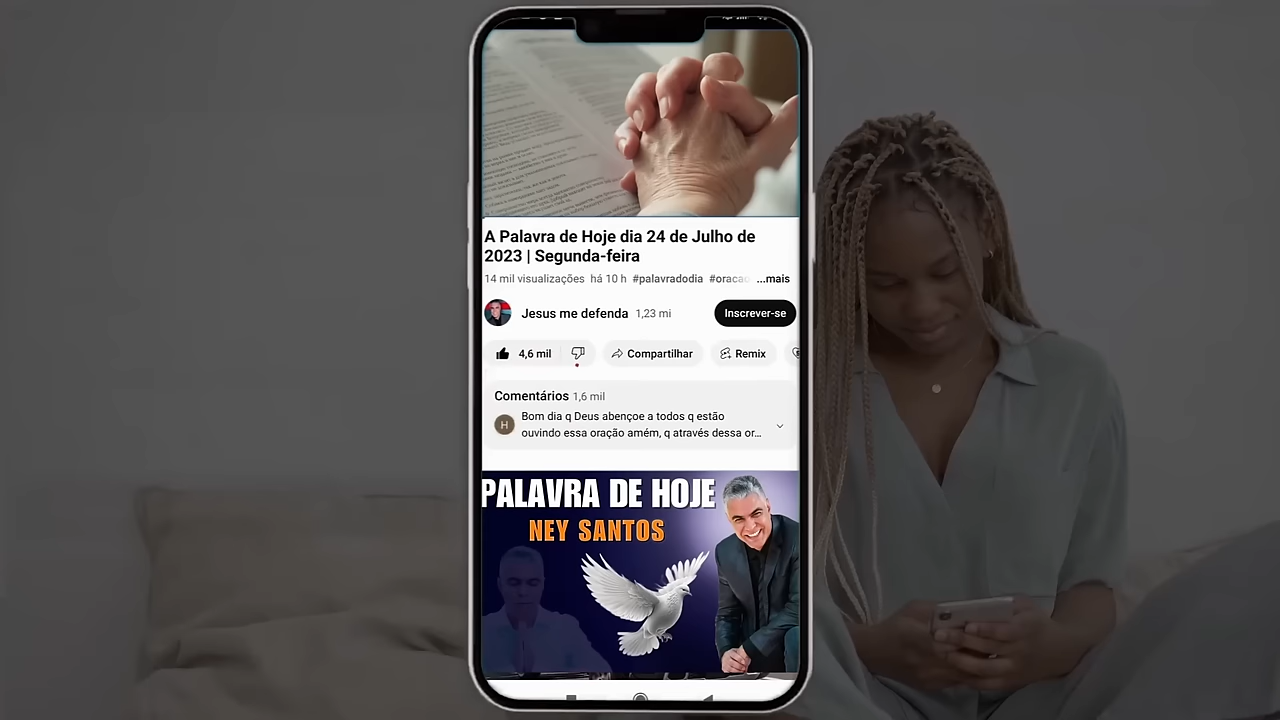 A Palavra de Hoje dia 24 de Julho de
2023 | Segunda-feira
14 mil visualizações há 10 h #palavradodia #oracao ...mais
Jesus me defenda 1,23 mi
Inscrever-se
4,6 mil
Compartilhar
Remix
Comentários 1,6 mil
H
Bom dia q Deus abençoe a todos q estão
ouvindo essa oração amém, q através dessa or...
PALAVRA DE HOJE
NEY SANTOS